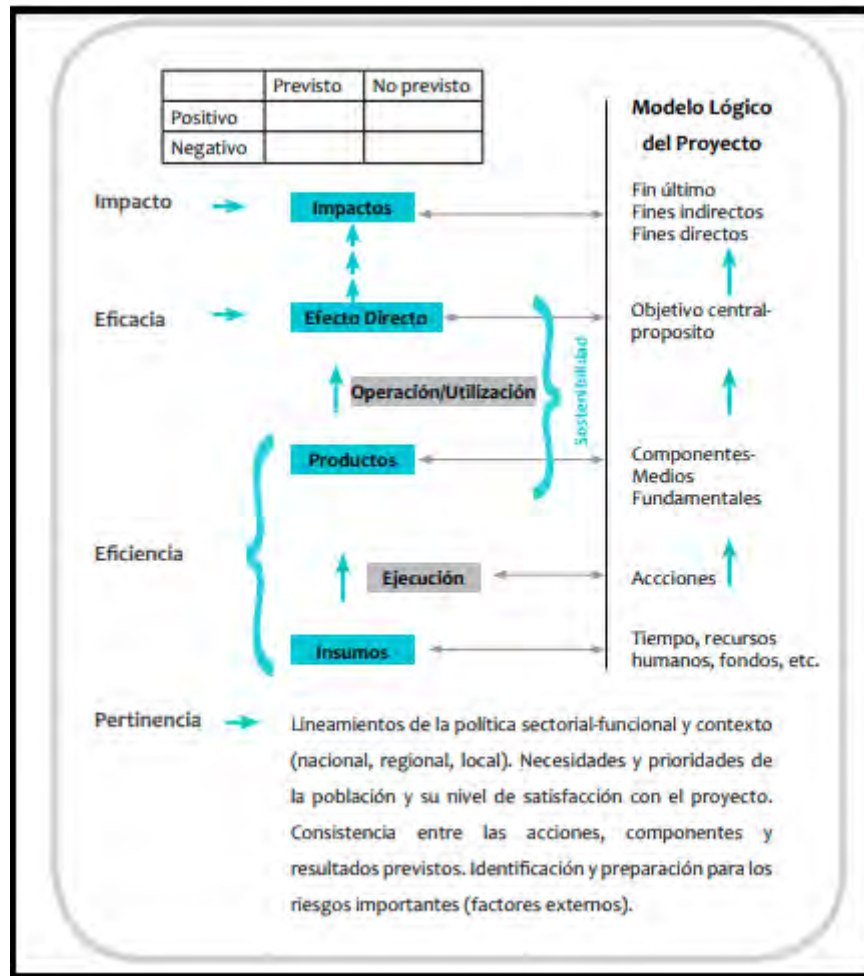 Previsto No previsto
Positivo
Negativo
Modelo Lógico
del Proyecto
Impacto
Impactos
Fin último
Fines indirectos
Fines directos
Eficacia
Efecto Directo
Objetivo central-
proposito
Operación/Utilización
Sostenibilidad
Productos
Componentes-
Medios
Fundamentales
Eficiencia
Ejecución
Accciones
Insumos
Tiempo, recursos
humanos, fondos, etc.
Pertinencia
Lineamientos de la política sectorial-funcional y contexto
(nacional, regional, local). Necesidades y prioridades de
la población y su nivel de satisfacción con el proyecto.
Consistencia entre las acciones, componentes y
resultados previstos. Identificación y preparación para los
riesgos importantes (factores externos).